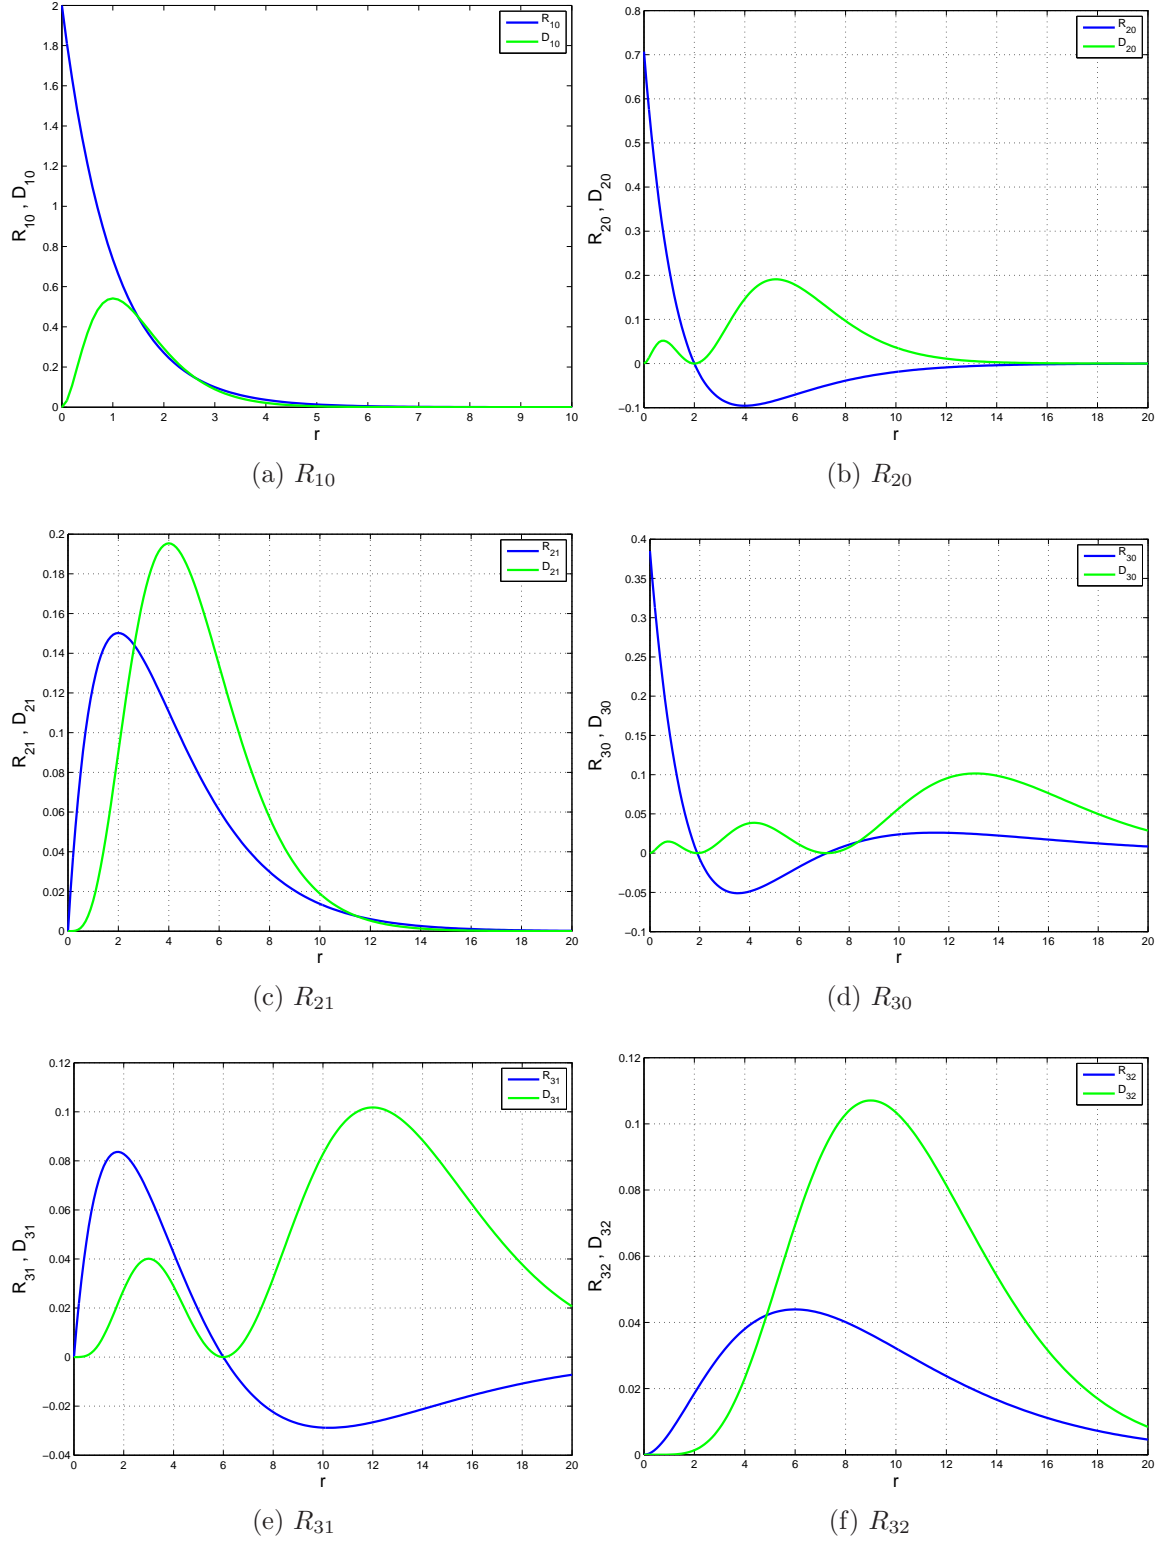 2
1.8
1.6
1.4
1.2
1
0.8
0.6
0.4
0.2
0
R10 , D10
R10
D10
0 1 2 3 4 5 6 7 8 9 10
r
(a) R10
0.8
0.7
0.6
0.5
0.4
0.3
0.2
0.1
0
−0.1
R20 , D20
R20
D20
0 2 4 6 8 10 12 14 16 18 20
r
(b) R20
0.2
0.18
0.16
0.14
0.12
0.1
0.08
0.06
0.04
0.02
0
R21 , D21
R21
D21
0 2 4 6 8 10 12 14 16 18 20
r
(c) R21
0.4
0.35
0.3
0.25
0.2
0.15
0.1
0.05
0
−0.05
−0.1
R30 , D30
R30
D30
0 2 4 6 8 10 12 14 16 18 20
r
(d) R30
0.12
0.1
0.08
0.06
0.04
0.02
0
−0.02
−0.04
R31 , D31
R31
D31
0 2 4 6 8 10 12 14 16 18 20
r
(e) R31
0.12
0.1
0.08
0.06
0.04
0.02
0
R32 , D32
R32
D32
0 2 4 6 8 10 12 14 16 18 20
r
(f) R32